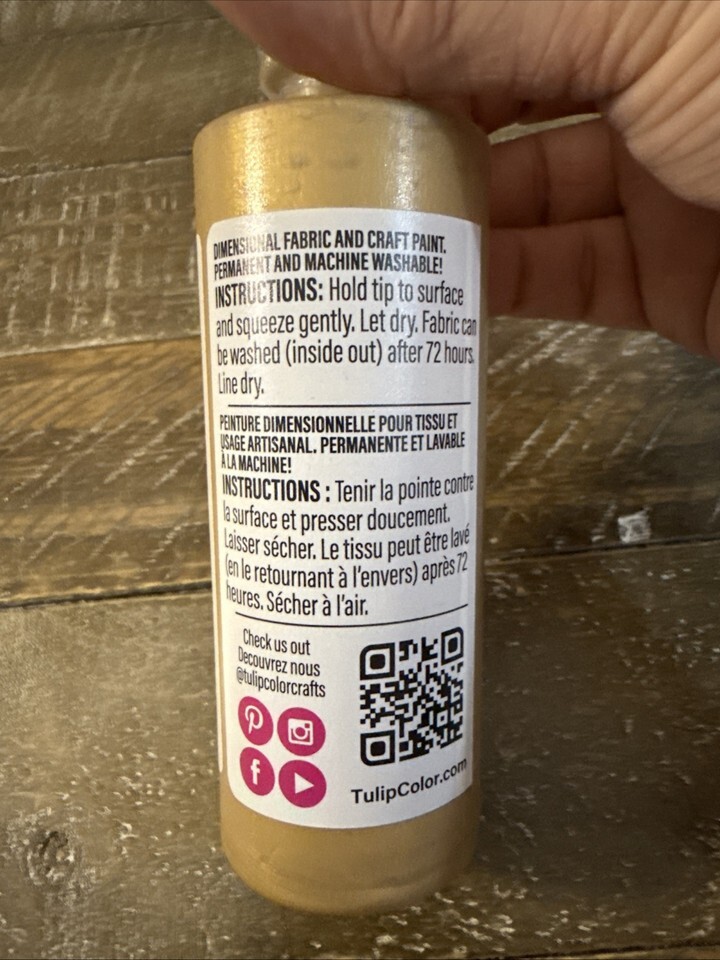 DIMENSIONAL FABRIC AND CRAFT PAINT.
PERMANENT AND MACHINE WASHABLE!
INSTRUCTIONS: Hold tip to surface
and squeeze gently. Let dry. Fabric can
be washed (inside out) after 72 hours.
Line dry.
PEINTURE DIMENSIONNELLE POUR TISSU ET
USAGE ARTISANAL. PERMANENTE ET LAVABLE
À LA MACHINE!
INSTRUCTIONS : Tenir la pointe contre
la surface et presser doucement.
Laisser sécher. Le tissu peut être lavé
(en le retournant à l'envers) après 72
heures. Sécher à l'air.
Check us out
Decouvrez nous
@tulipcolorcrafts
TulipColor.com